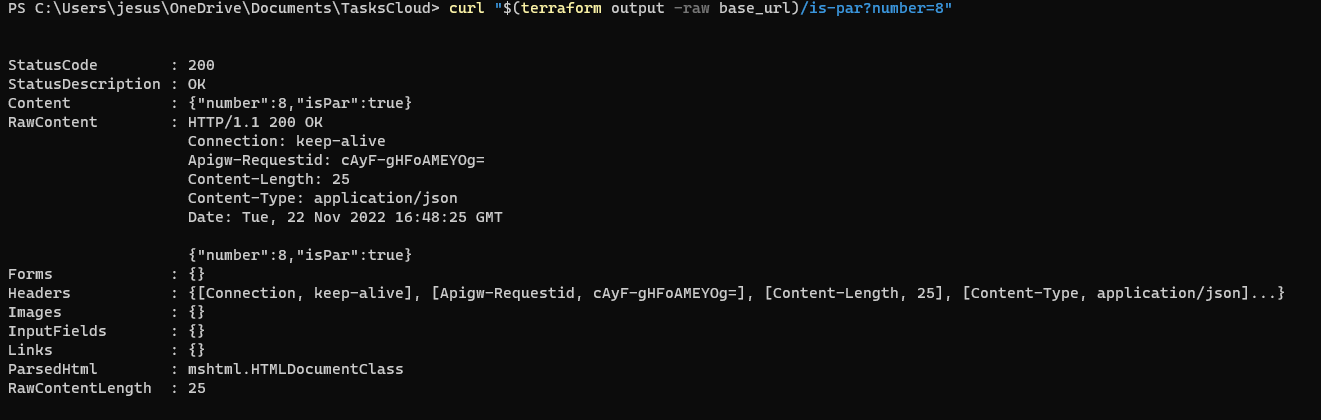 PS C:\Users\jesus\OneDrive\Documents\TasksCloud> curl "$(terraform output -raw base_url)/is-par?number=8"
StatusCode        : 200
StatusDescription : OK
Content           : {"number":8,"isPar":true}
RawContent        : HTTP/1.1 200 OK
                    Connection: keep-alive
                    Apigw-Requestid: cAyF-gHFoAMEYOg=
                    Content-Length: 25
                    Content-Type: application/json
                    Date: Tue, 22 Nov 2022 16:48:25 GMT

                    {"number":8,"isPar":true}
Forms             : {}
Headers           : {[Connection, keep-alive], [Apigw-Requestid, cAyF-gHFoAMEYOg=], [Content-Length, 25], [Content-Type, application/json]...}
Images            : {}
InputFields       : {}
Links             : {}
ParsedHtml        : mshtml.HTMLDocumentClass
RawContentLength  : 25